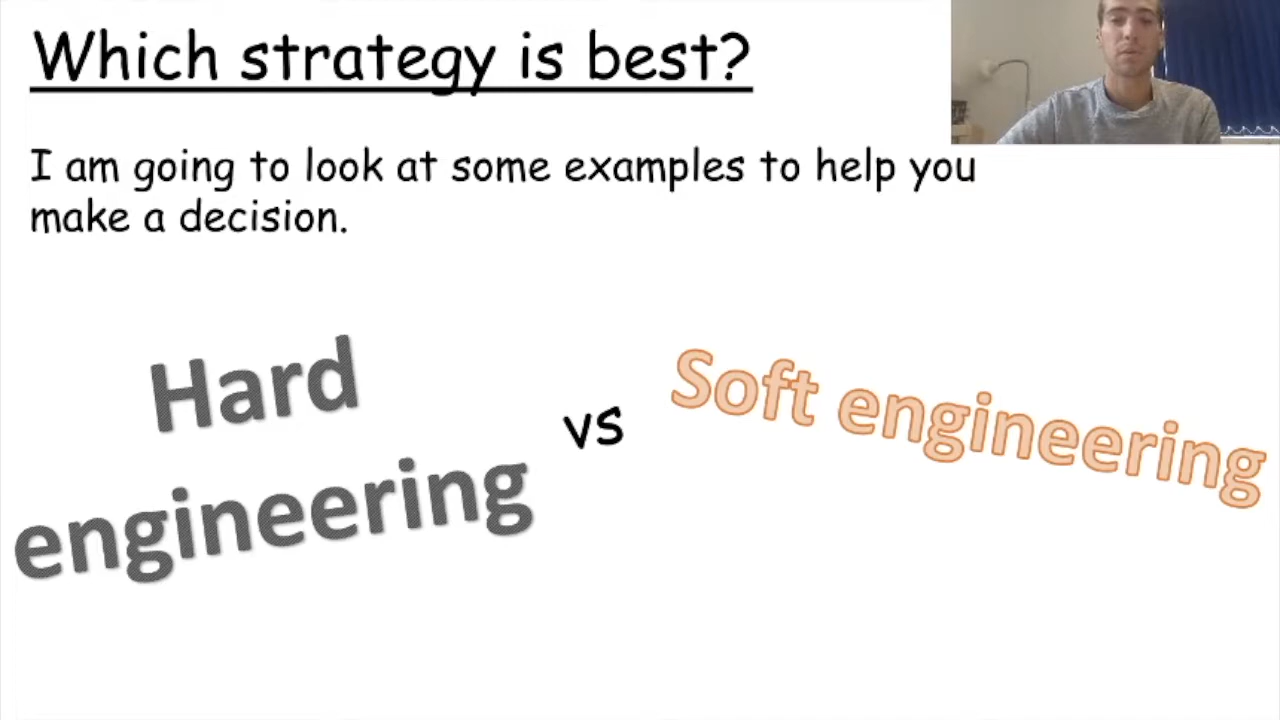 Which strategy is best?
I am going to look at some examples to help you
make a decision.
Hard
engineering
vs
Soft engineering